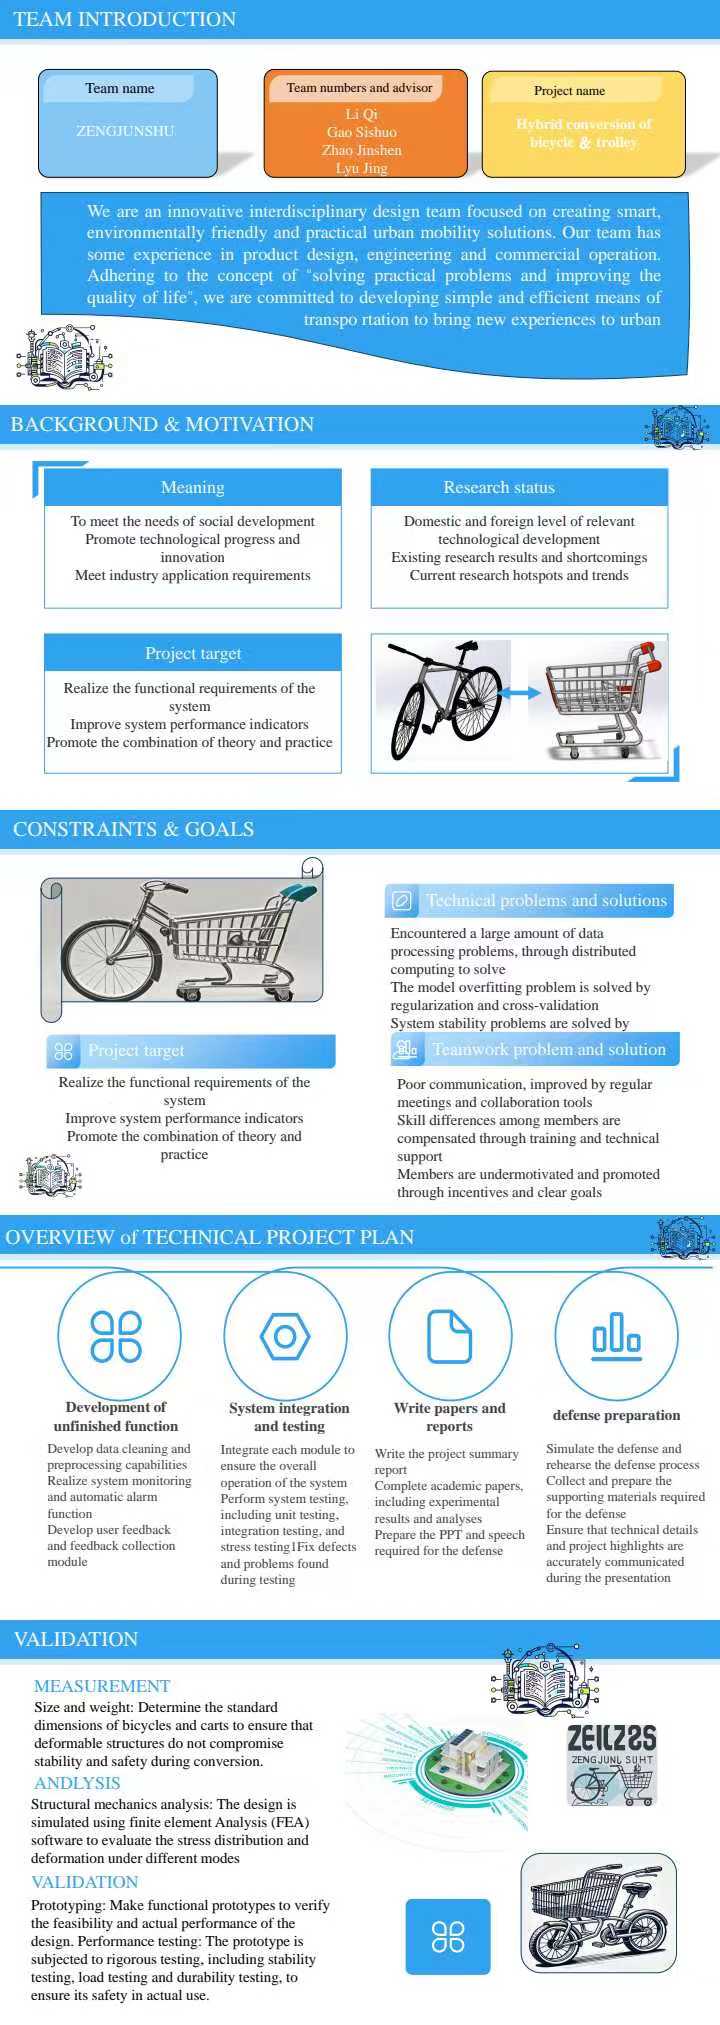 TEAM INTRODUCTION
Team name
ZENGJUNSHU
Team numbers and advisor
Li Qi
Gao Sishuo
Zhao Jinshen
Lyu Jing
Project name
Hybrid conversion of
bicycle & trolley
We are an innovative interdisciplinary design team focused on creating smart,
environmentally friendly and practical urban mobility solutions. Our team has
some experience in product design, engineering and commercial operation.
Adhering to the concept of "solving practical problems and improving the
quality of life", we are committed to developing simple and efficient means of
transpo rtation to bring new experiences to urban
BACKGROUND & MOTIVATION
Meaning
To meet the needs of social development
Promote technological progress and
innovation
Meet industry application requirements
Research status
Domestic and foreign level of relevant
technological development
Existing research results and shortcomings
Current research hotspots and trends
Project target
Realize the functional requirements of the
system
Improve system performance indicators
Promote the combination of theory and practice
CONSTRAINTS & GOALS
Project target
Realize the functional requirements of the
system
Improve system performance indicators
Promote the combination of theory and
practice
Technical problems and solutions
Encountered a large amount of data
processing problems, through distributed
computing to solve
The model overfitting problem is solved by
regularization and cross-validation
System stability problems are solved by
Teamwork problem and solution
Poor communication, improved by regular
meetings and collaboration tools
Skill differences among members are
compensated through training and technical
support
Members are undermotivated and promoted
through incentives and clear goals
OVERVIEW of TECHNICAL PROJECT PLAN
Development of
unfinished function
Develop data cleaning and
preprocessing capabilities
Realize system monitoring
and automatic alarm
function
Develop user feedback
and feedback collection
module
System integration
and testing
Integrate each module to
ensure the overall
operation of the system
Perform system testing,
including unit testing,
integration testing, and
stress testing1Fix defects
and problems found
during testing
Write papers and
reports
Write the project summary
report
Complete academic papers,
including experimental
results and analyses
Prepare the PPT and speech
required for the defense
defense preparation
Simulate the defense and
rehearse the defense process
Collect and prepare the
supporting materials required
for the defense
Ensure that technical details
and project highlights are
accurately communicated
during the presentation
VALIDATION
MEASUREMENT
Size and weight: Determine the standard
dimensions of bicycles and carts to ensure that
deformable structures do not compromise
stability and safety during conversion.
ANDLYSIS
Structural mechanics analysis: The design is
simulated using finite element Analysis (FEA)
software to evaluate the stress distribution and
deformation under different modes
VALIDATION
Prototyping: Make functional prototypes to verify
the feasibility and actual performance of the
design. Performance testing: The prototype is
subjected to rigorous testing, including stability
testing, load testing and durability testing, to
ensure its safety in actual use.
ZENGJUNL SUHT